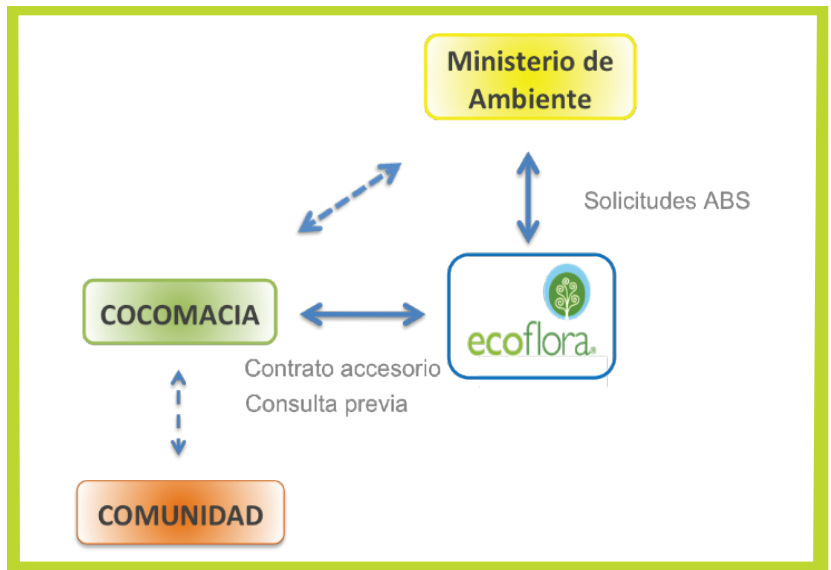 Ministerio de
Ambiente
Solicitudes ABS
COCOMACIA
ecoflora®
Contrato accesorio
Consulta previa
COMUNIDAD